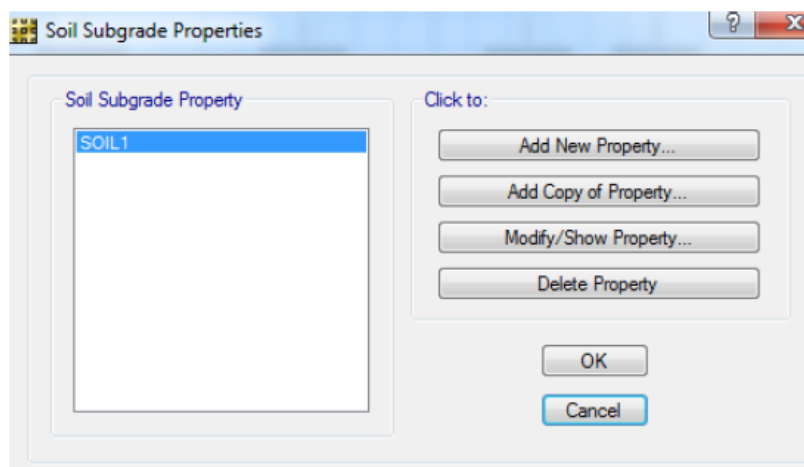 Soil Subgrade Properties
Soil Subgrade Property
SOIL1
Click to:
Add New Property...
Add Copy of Property...
Modify/Show Property...
Delete Property
OK
Cancel